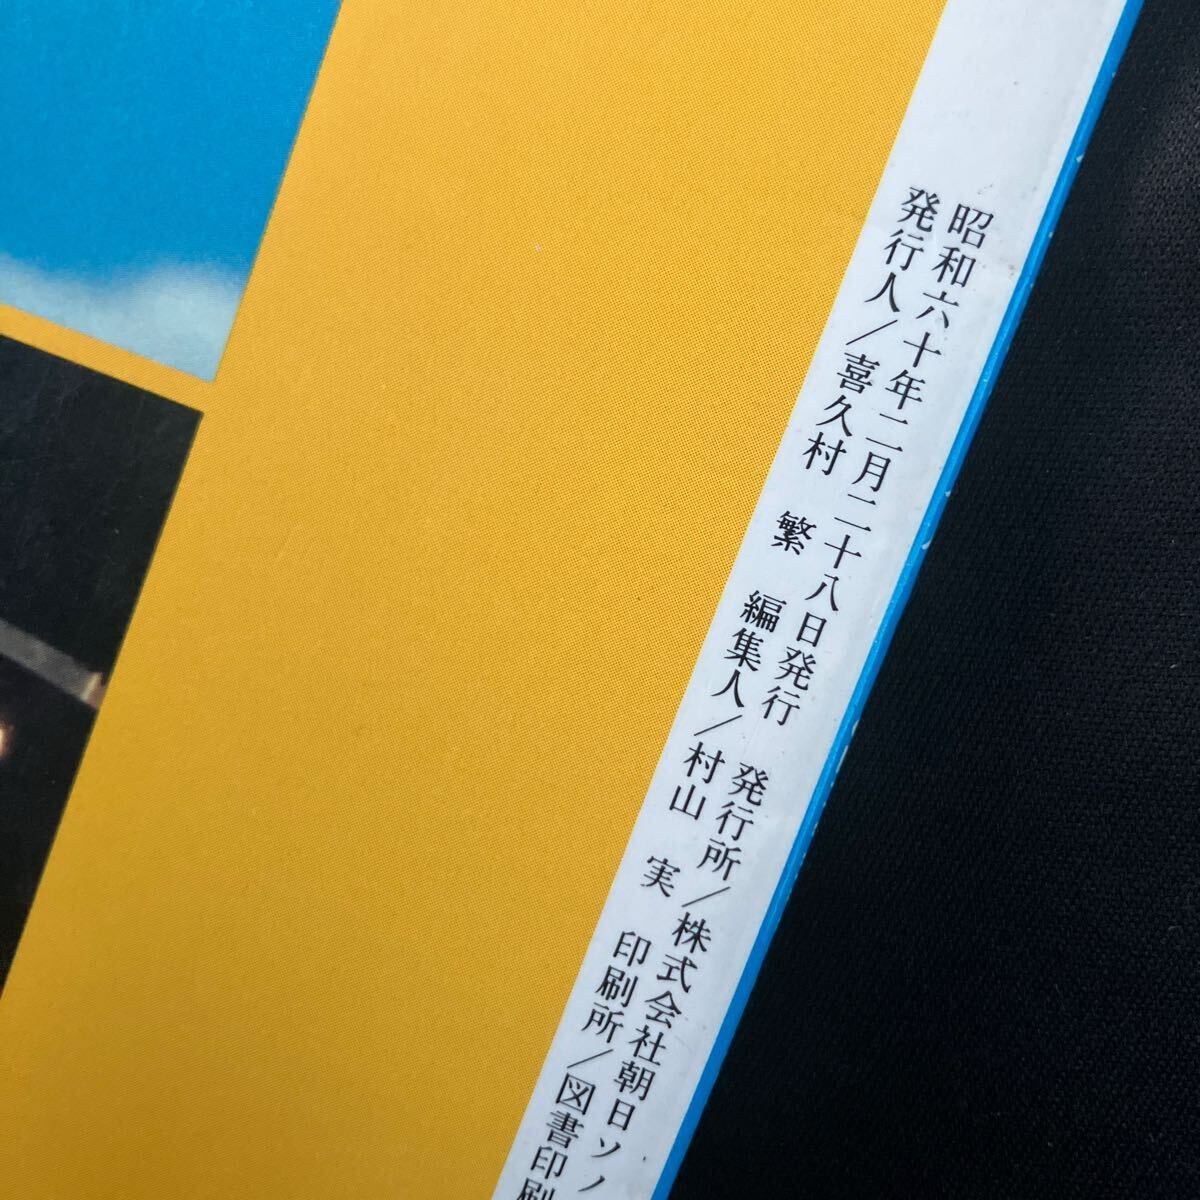 昭和六十年二月二十八日発行　発行所/株式会社朝日ソノ
発行人/喜久村　繁　編集人/村山　実　印刷所/図書印